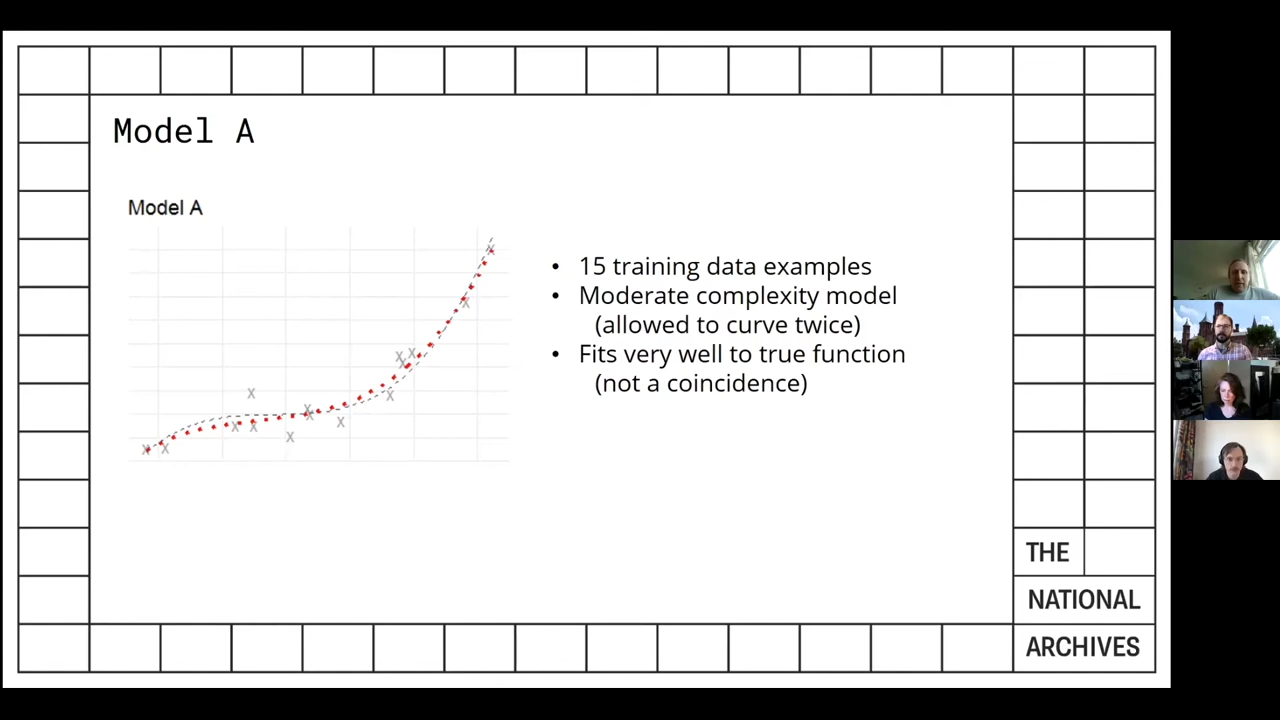 Model A
Model A
• 15 training data examples
• Moderate complexity model
(allowed to curve twice)
• Fits very well to true function
(not a coincidence)
THE
NATIONAL
ARCHIVES